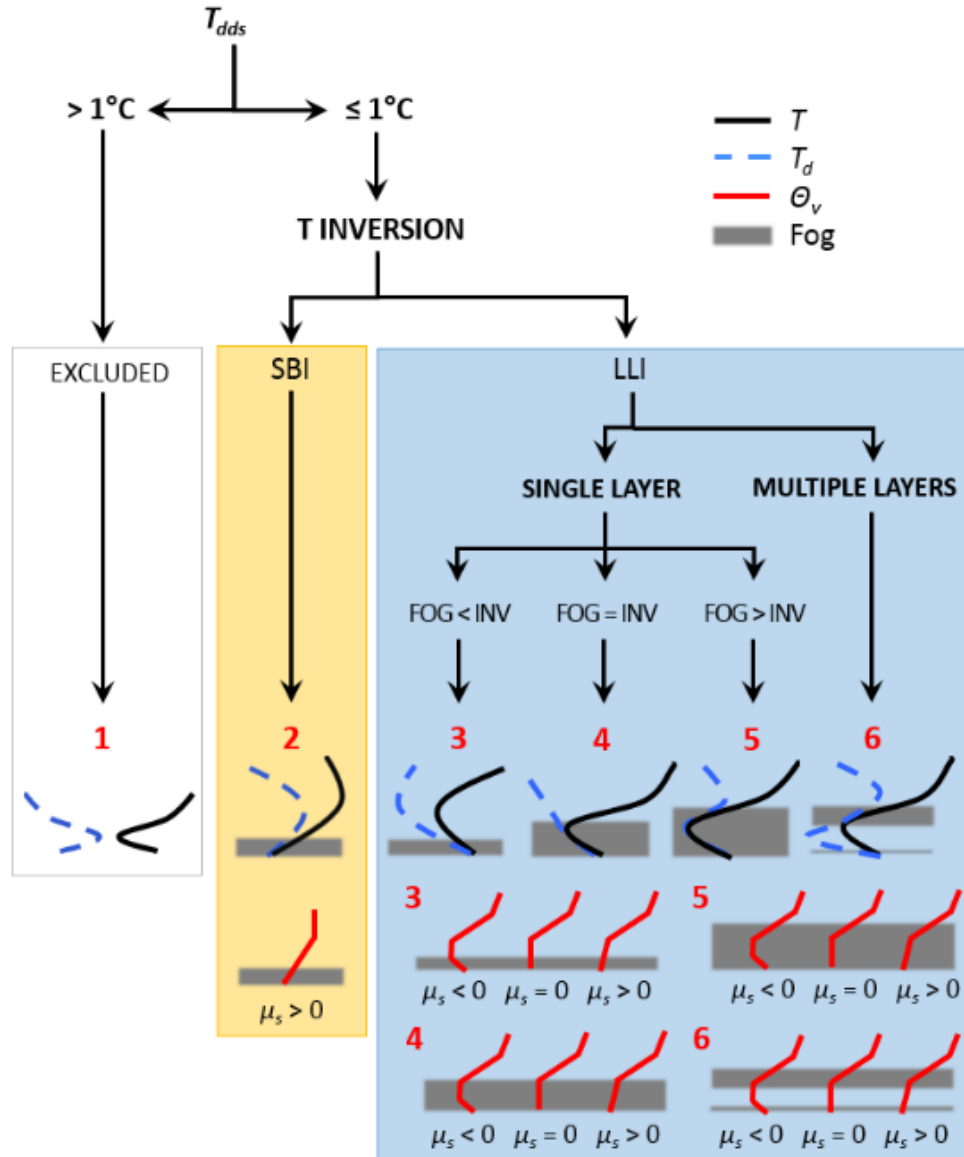 T_dds
> 1°C
≤ 1°C
T
T_d
Θ_v
Fog
T INVERSION
EXCLUDED
SBI
LLI
SINGLE LAYER
MULTIPLE LAYERS
FOG < INV
FOG = INV
FOG > INV
1
2
3
4
5
6
3
5
μ_s > 0
μ_s < 0
μ_s = 0
μ_s > 0
μ_s < 0
μ_s = 0
μ_s > 0
4
6
μ_s < 0
μ_s = 0
μ_s > 0
μ_s < 0
μ_s = 0
μ_s > 0